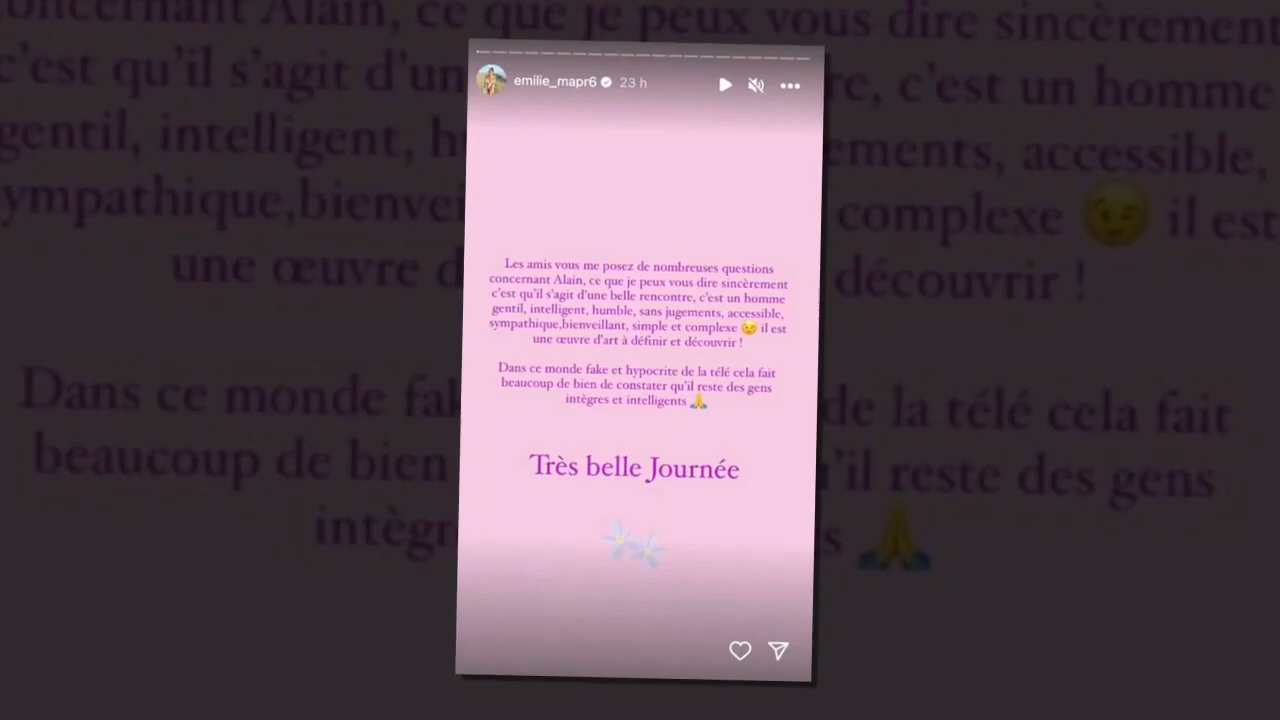 emilie_mapr6 23 h
Les amis vous me posez de nombreuses questions
concernant Alain, ce que je peux vous dire sincèrement
c'est qu'il s'agit d'une belle rencontre, c'est un homme
gentil, intelligent, humble, sans jugements, accessible,
sympathique,bienveillant, simple et complexe 😉 il est
une œuvre d'art à définir et découvrir !
Dans ce monde fake et hypocrite de la télé cela fait
beaucoup de bien de constater qu'il reste des gens
intègres et intelligents 🙏
Très belle Journée